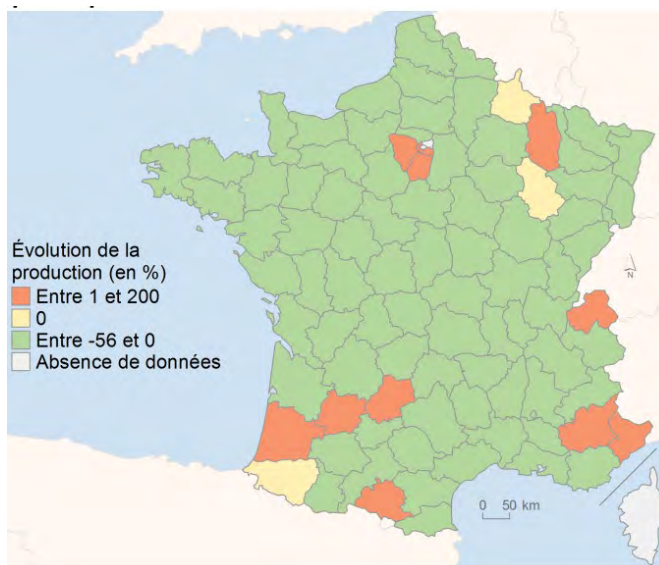 Évolution de la
production (en %)
Entre 1 et 200
0
Entre -56 et 0
Absence de données
N
0 50 km